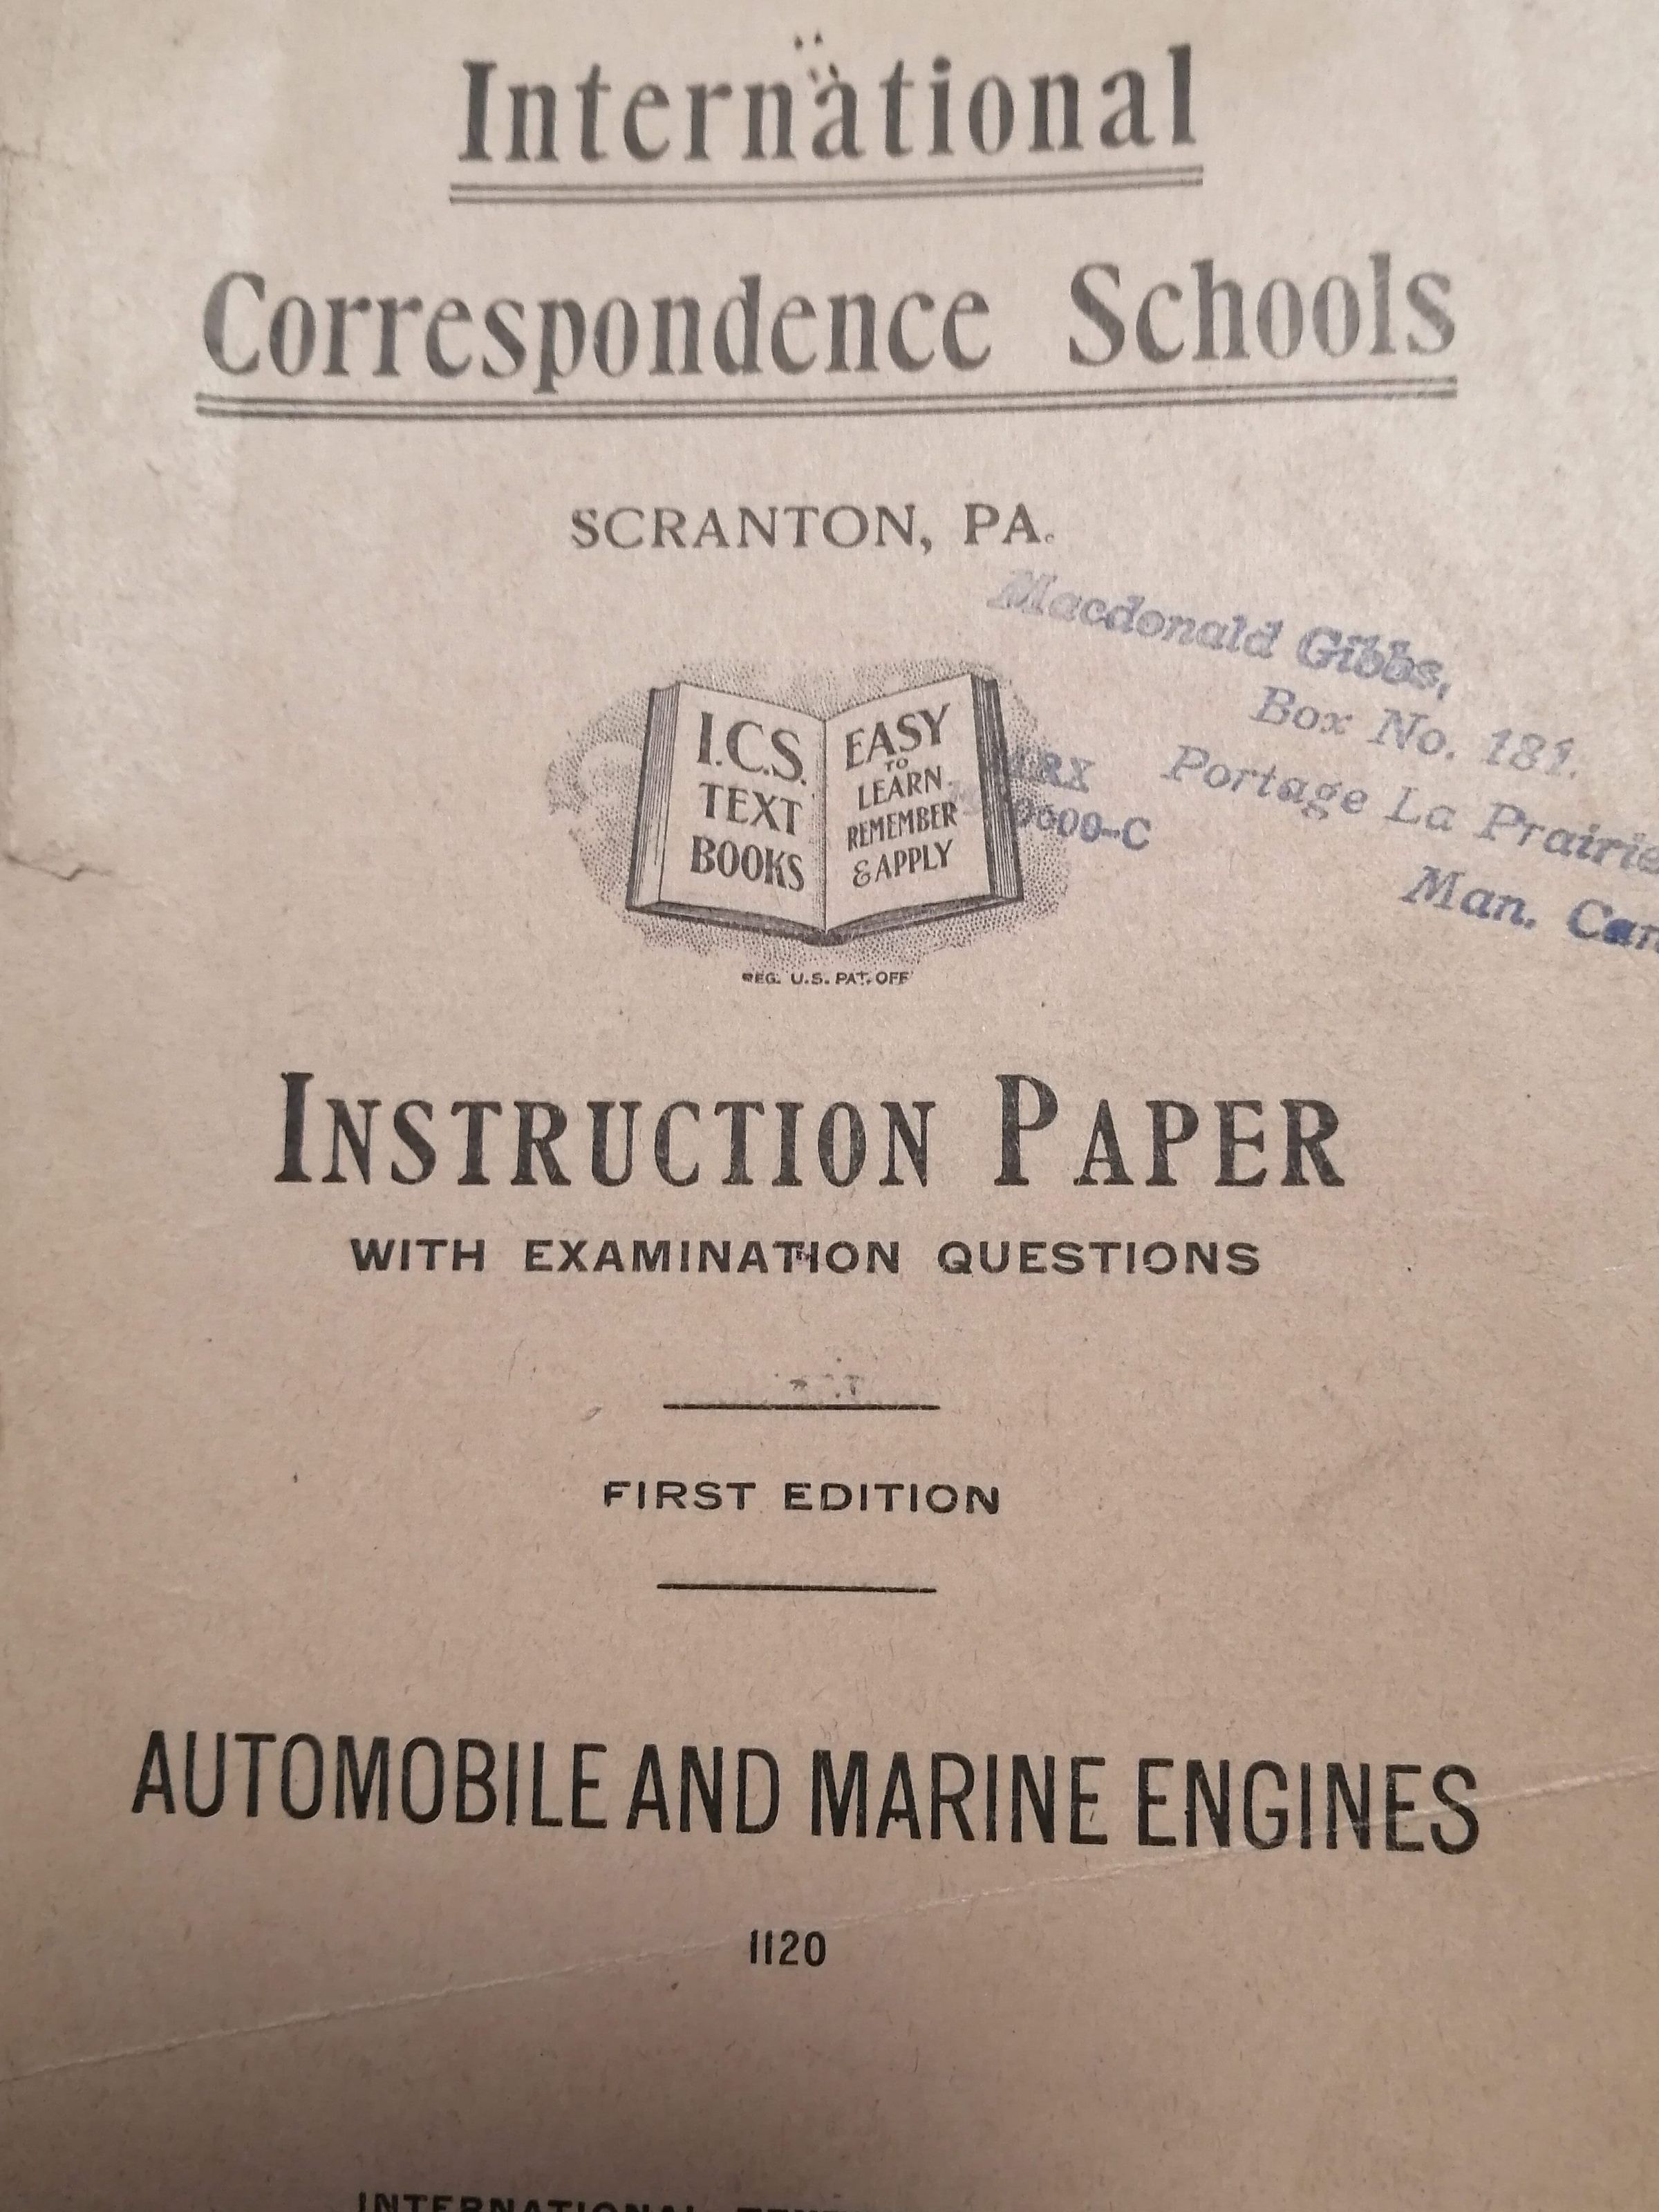 International
Correspondence Schools
SCRANTON, PA.
Macdonald Gibbs,
Box No. 181.
Portage La Prairie
Man.
I.C.S.
TEXT
BOOKS
EASY
TO
LEARN
REMEMBER
& APPLY
REG. U.S. PAT. OFF
INSTRUCTION PAPER
WITH EXAMINATION QUESTIONS
FIRST EDITION
AUTOMOBILE AND MARINE ENGINES
1120
INTERNATIONAL